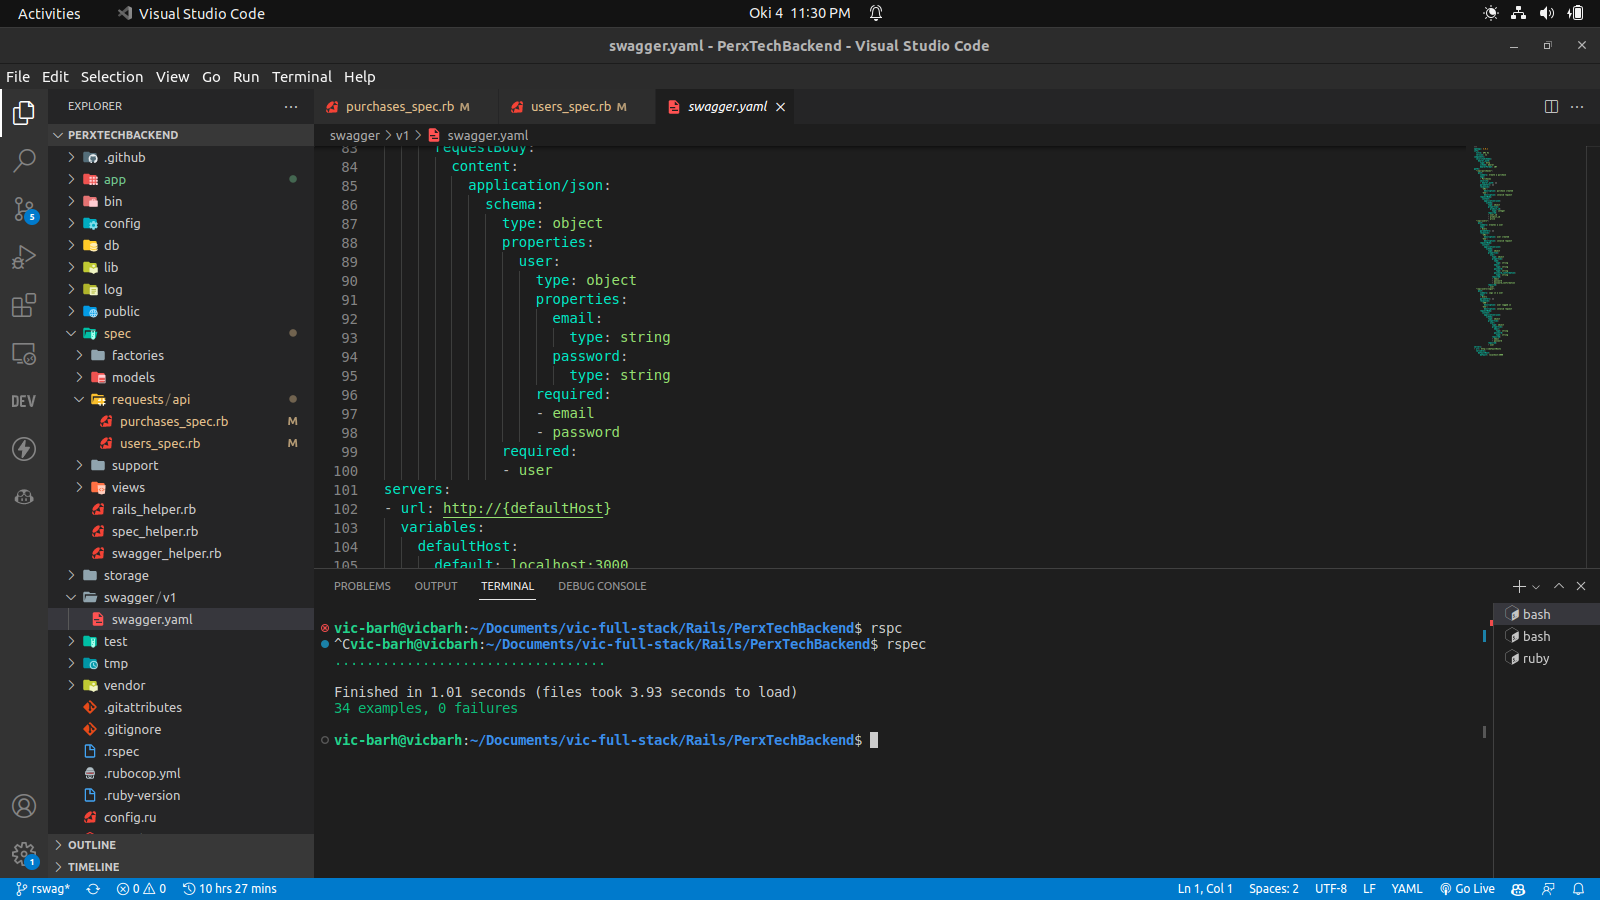 Activities
Visual Studio Code
Oki 4 11:30 PM
swagger.yaml - PerxTechBackend - Visual Studio Code
File Edit Selection View Go Run Terminal Help
EXPLORER
PERXTECHBACKEND
.github
app
bin
config
db
lib
log
public
spec
factories
models
requests / api
purchases_spec.rb M
users_spec.rb M
support
views
rails_helper.rb
spec_helper.rb
swagger_helper.rb
storage
swagger / v1
swagger.yaml
test
tmp
vendor
.gitattributes
.gitignore
.rspec
.rubocop.yml
.ruby-version
config.ru
OUTLINE
TIMELINE
5
DEV
1
purchases_spec.rb M
users_spec.rb M
swagger.yaml
swagger > v1 > swagger.yaml
83 requestBody:
84 content:
85 application/json:
86 schema:
87 type: object
88 properties:
89 user:
90 type: object
91 properties:
92 email:
93 type: string
94 password:
95 type: string
96 required:
97 - email
98 - password
99 required:
100 - user
101 servers:
102 - url: http://{defaultHost}
103 variables:
104 defaultHost:
105 default: localhost:3000
PROBLEMS OUTPUT TERMINAL DEBUG CONSOLE
vic-barh@vicbarh:~/Documents/vic-full-stack/Rails/PerxTechBackend$ rspc
^Cvic-barh@vicbarh:~/Documents/vic-full-stack/Rails/PerxTechBackend$ rspec
..................................
Finished in 1.01 seconds (files took 3.93 seconds to load)
34 examples, 0 failures
vic-barh@vicbarh:~/Documents/vic-full-stack/Rails/PerxTechBackend$
bash
bash
ruby
rswag* 0 0 10 hrs 27 mins
Ln 1, Col 1 Spaces: 2 UTF-8 LF YAML Go Live